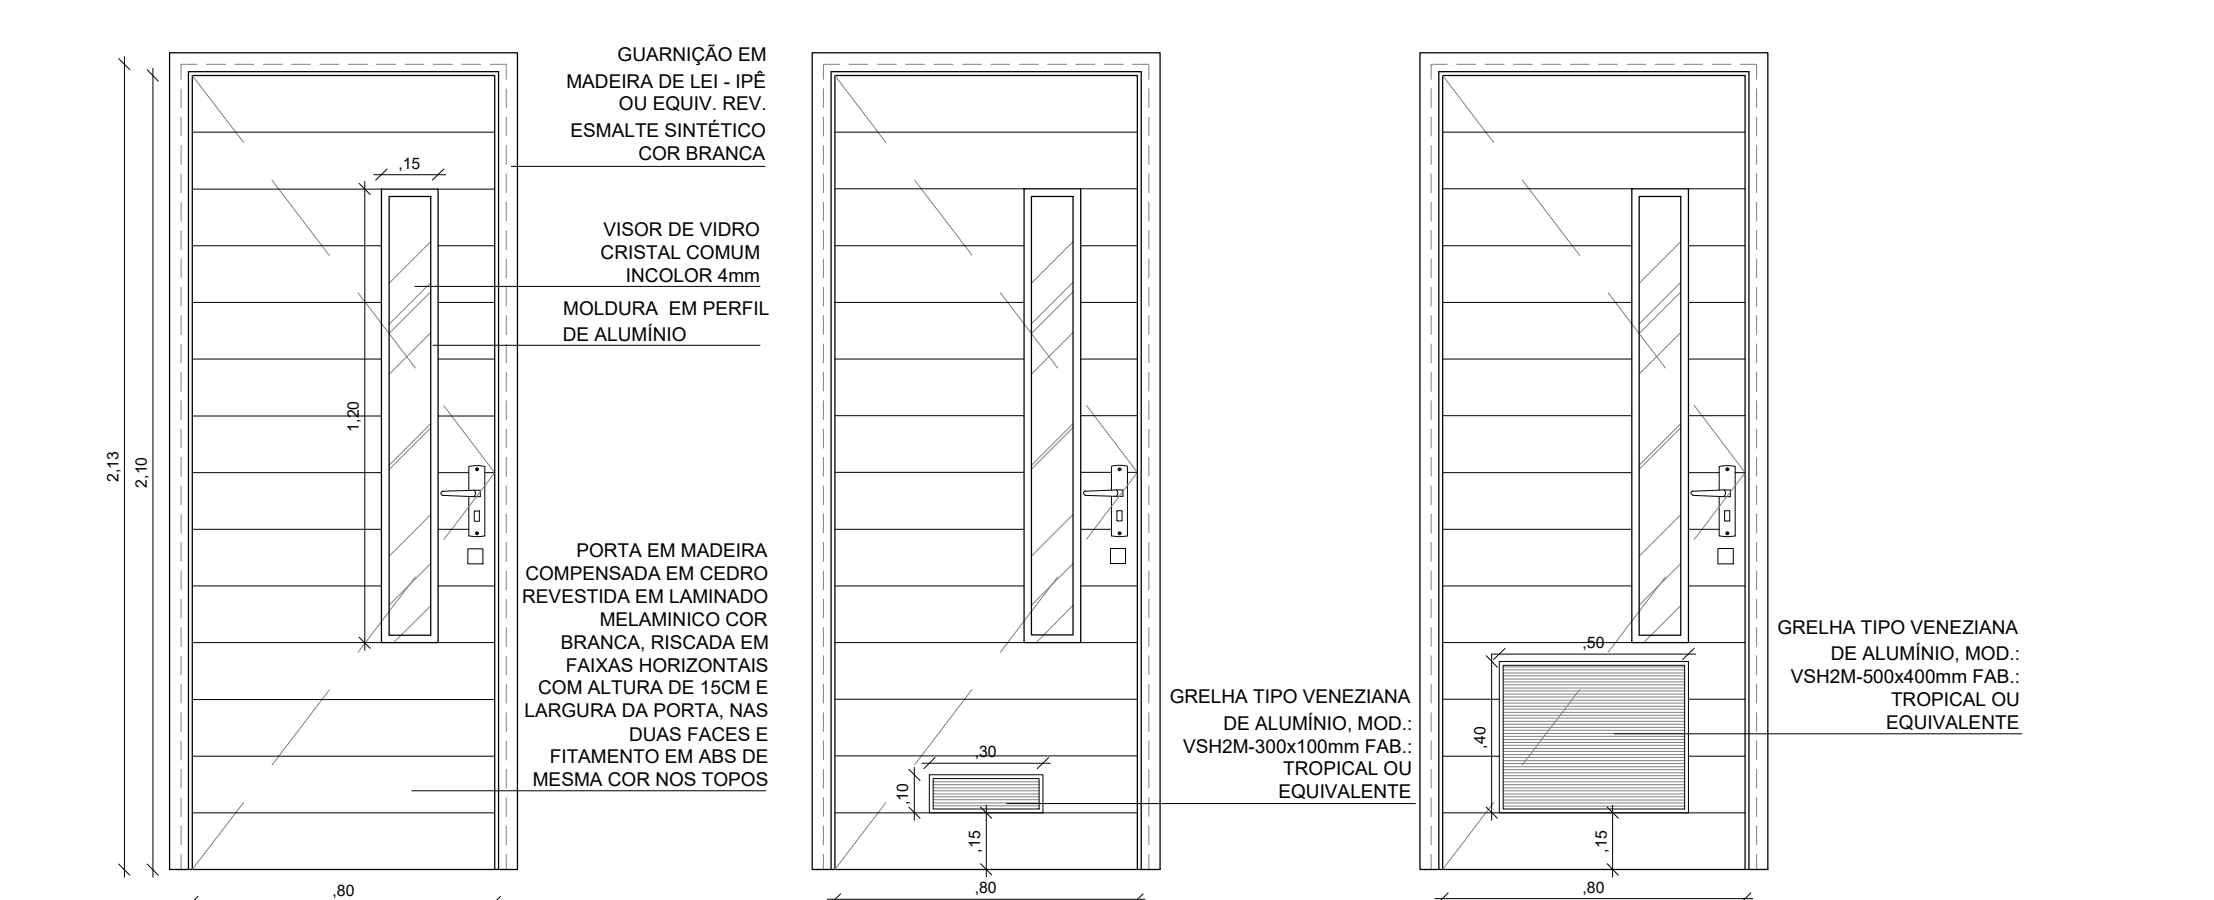 GUARNIÇÃO EM
MADEIRA DE LEI - IPÊ
OU EQUIV. REV.
ESMALTE SINTÉTICO
COR BRANCA
,15
VISOR DE VIDRO
CRISTAL COMUM
INCOLOR 4mm
MOLDURA  EM PERFIL
DE ALUMÍNIO
1,20
2,13
2,10
PORTA EM MADEIRA
COMPENSADA EM CEDRO
REVESTIDA EM LAMINADO
MELAMINICO COR
BRANCA, RISCADA EM
FAIXAS HORIZONTAIS
COM ALTURA DE 15CM E
LARGURA DA PORTA, NAS
DUAS FACES E
FITAMENTO EM ABS DE
MESMA COR NOS TOPOS
,80
GRELHA TIPO VENEZIANA
DE ALUMÍNIO, MOD.:
VSH2M-300x100mm FAB.:
TROPICAL OU
EQUIVALENTE
,30
,10
,15
,80
GRELHA TIPO VENEZIANA
DE ALUMÍNIO, MOD.:
VSH2M-500x400mm FAB.:
TROPICAL OU
EQUIVALENTE
,50
,40
,15
,80